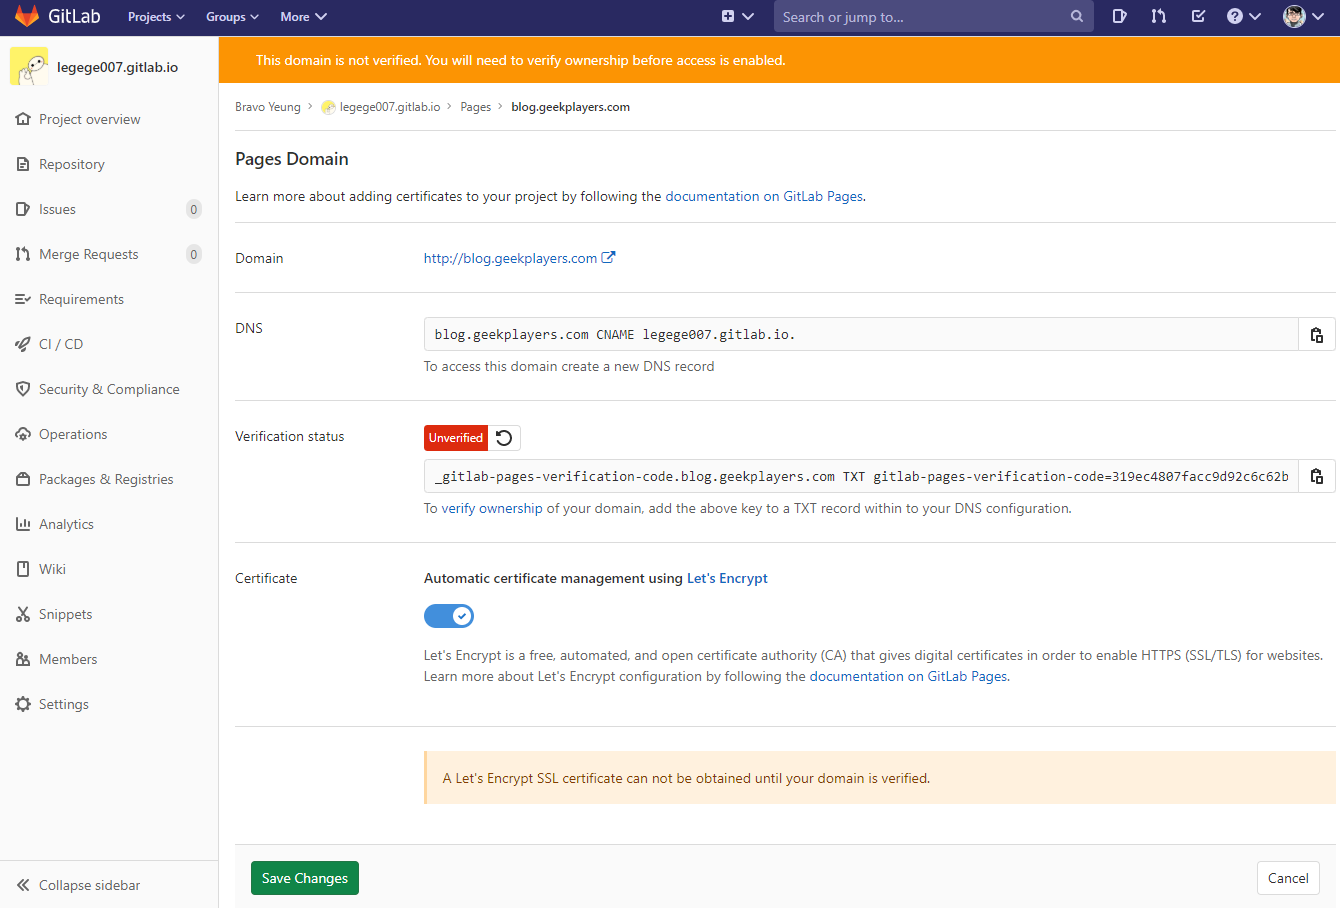 GitLab Projects Groups More Search or jump to...
legege007.gitlab.io
Project overview
Repository
Issues 0
Merge Requests 0
Requirements
CI / CD
Security & Compliance
Operations
Packages & Registries
Analytics
Wiki
Snippets
Members
Settings
Collapse sidebar
This domain is not verified. You will need to verify ownership before access is enabled.
Bravo Yeung > legege007.gitlab.io > Pages > blog.geekplayers.com
Pages Domain
Learn more about adding certificates to your project by following the documentation on GitLab Pages.
Domain http://blog.geekplayers.com
DNS blog.geekplayers.com CNAME legege007.gitlab.io.
To access this domain create a new DNS record
Verification status Unverified
_gitlab-pages-verification-code.blog.geekplayers.com TXT gitlab-pages-verification-code=319ec4807facc9d92c6c62b
To verify ownership of your domain, add the above key to a TXT record within to your DNS configuration.
Certificate Automatic certificate management using Let's Encrypt
Let's Encrypt is a free, automated, and open certificate authority (CA) that gives digital certificates in order to enable HTTPS (SSL/TLS) for websites.
Learn more about Let's Encrypt configuration by following the documentation on GitLab Pages.
A Let's Encrypt SSL certificate can not be obtained until your domain is verified.
Save Changes Cancel